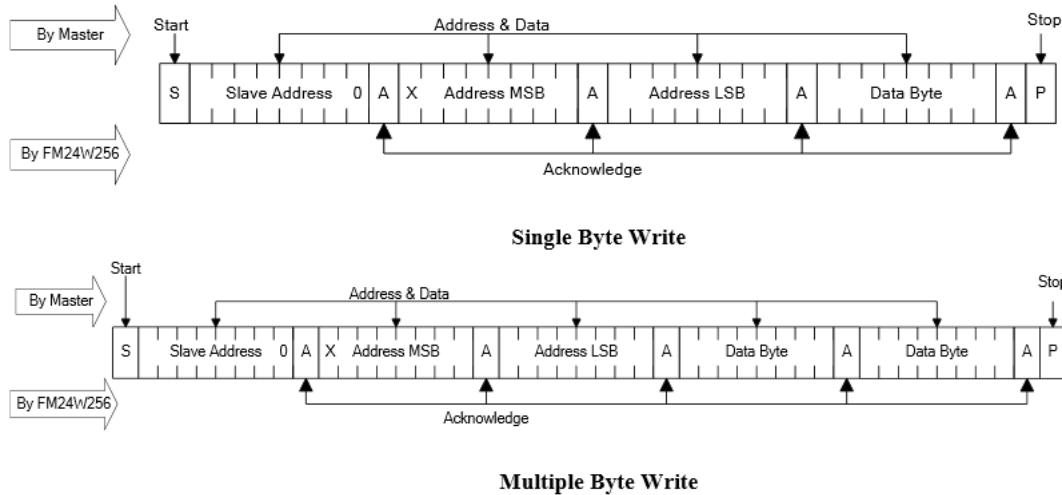 By Master
Start
Address & Data
Stop
S Slave Address 0 A X Address MSB A Address LSB A Data Byte A P
By FM24W256
Acknowledge
Single Byte Write
Start
By Master
Address & Data
Stop
S Slave Address 0 A X Address MSB A Address LSB A Data Byte A Data Byte A P
By FM24W256
Acknowledge
Multiple Byte Write